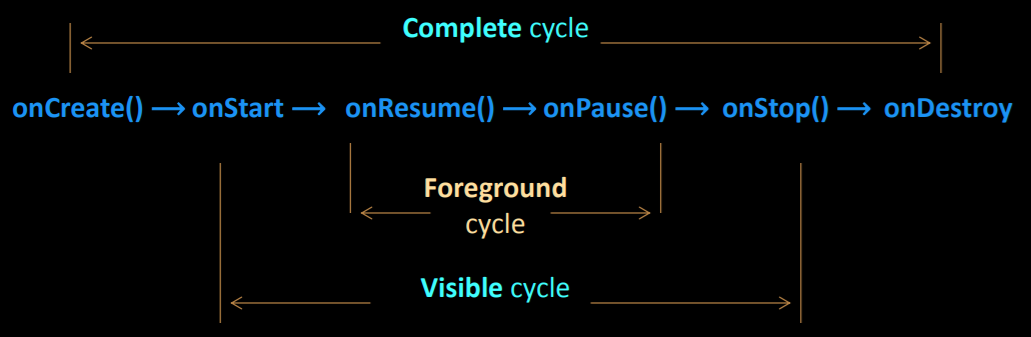 Complete cycle
onCreate() → onStart → onResume() → onPause() → onStop() → onDestroy
Foreground
cycle
Visible cycle